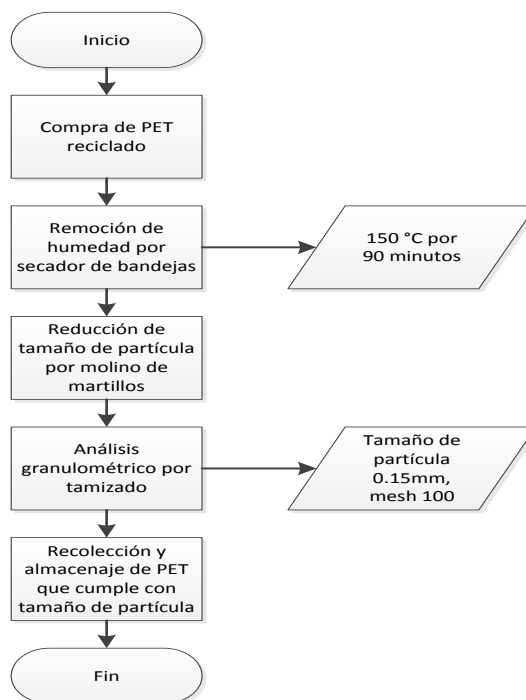 Inicio
Compra de PET
reciclado
Remoción de
humedad por
secador de bandejas
150 °C por
90 minutos
Reducción de
tamaño de partícula
por molino de
martillos
Análisis
granulométrico por
tamizado
Tamaño de
partícula
0.15mm,
mesh 100
Recolección y
almacenaje de PET
que cumple con
tamaño de partícula
Fin